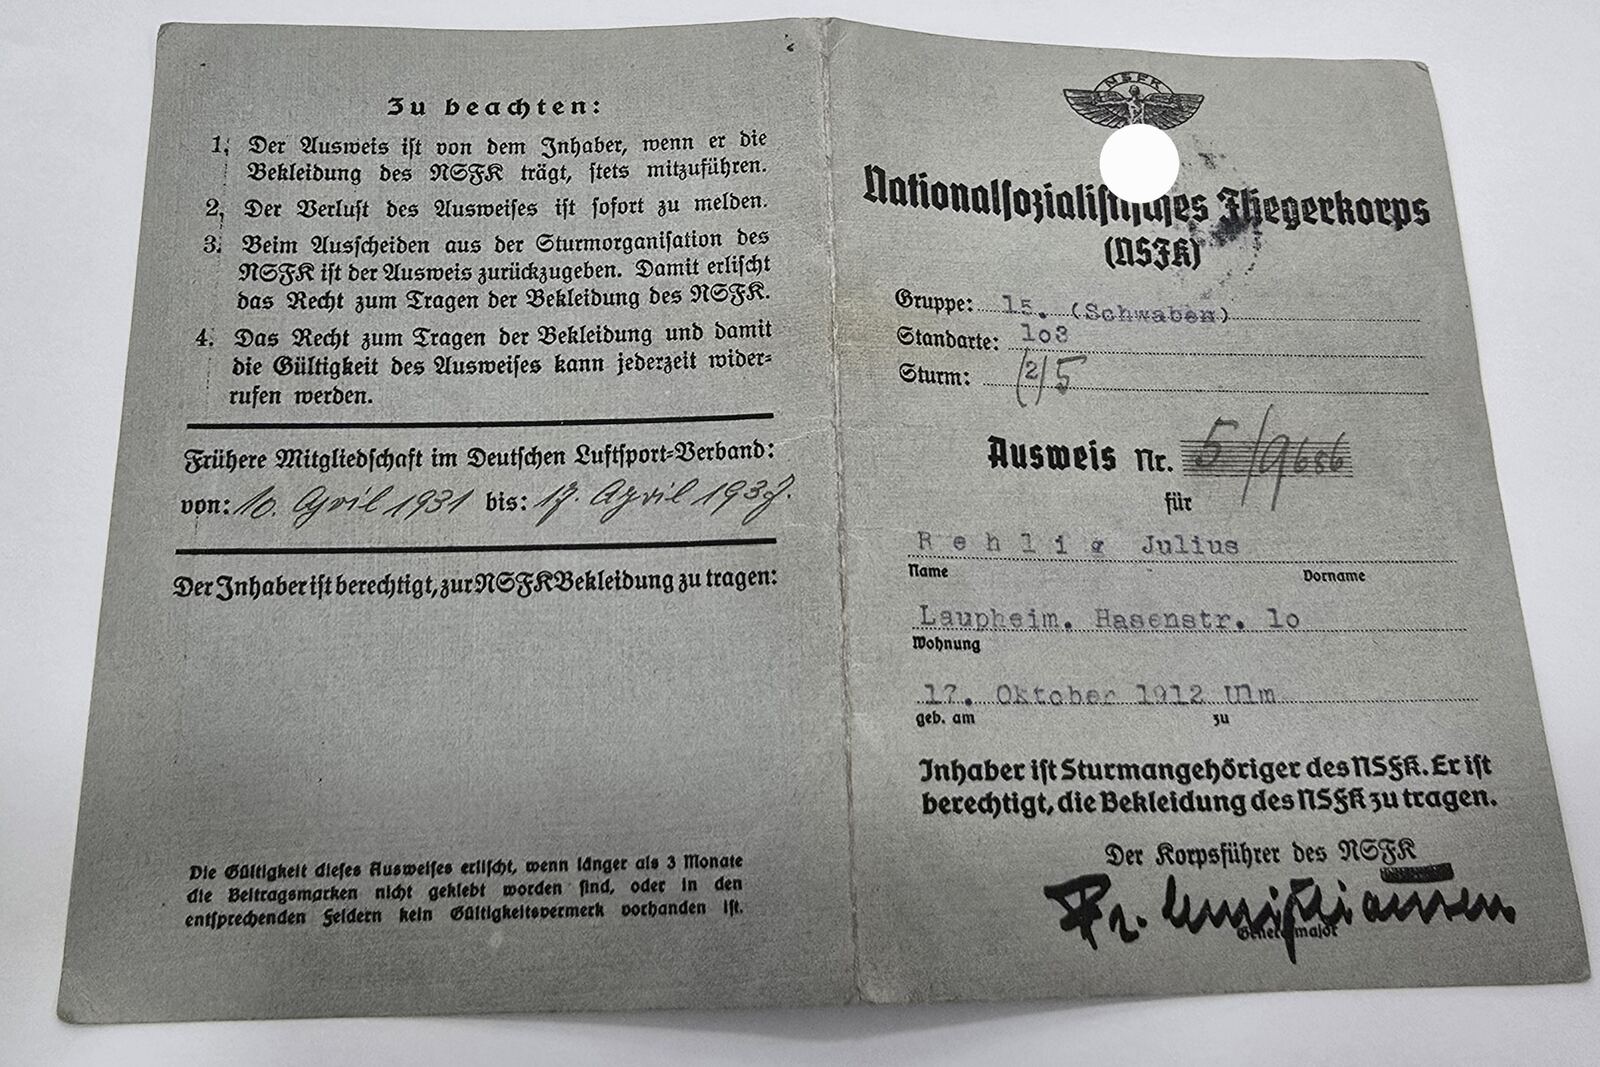 Zu beachten:
1. Der Ausweis ist von dem Inhaber, wenn er die
Bekleidung des NSFK trägt, stets mitzuführen.
2. Der Verlust des Ausweises ist sofort zu melden.
3. Beim Ausscheiden aus der Sturmorganisation des
NSFK ist der Ausweis zurückzugeben. Damit erlischt
das Recht zum Tragen der Bekleidung des NSFK.
4. Das Recht zum Tragen der Bekleidung und damit
die Gültigkeit des Ausweises kann jederzeit wider-
rufen werden.
Frühere Mitgliedschaft im Deutschen Luftsport-Verband:
von: 10. April 1931 bis: 17. April 1937.
Der Inhaber ist berechtigt, zur NSFK Bekleidung zu tragen:
Die Gültigkeit dieses Ausweises erlischt, wenn länger als 3 Monate
die Beitragsmarken nicht geklebt worden sind, oder in den
entsprechenden Feldern kein Gültigkeitsvermerk vorhanden ist.
NSFK
Nationalsozialistisches Fliegerkorps
(NSFK)
Gruppe: 15. (Schwaben)
Standarte: 1o3
Sturm: (2)5
Ausweis Nr. 5/9686
für
Rehlig Julius
Name Vorname
Laupheim. Hasenstr. 1o
Wohnung
17. Oktober 1912 Ulm
geb. am zu
Inhaber ist Sturmangehöriger des NSFK. Er ist
berechtigt, die Bekleidung des NSFK zu tragen.
Der Korpsführer des NSFK
Fr. Christiansen
Generalmajor